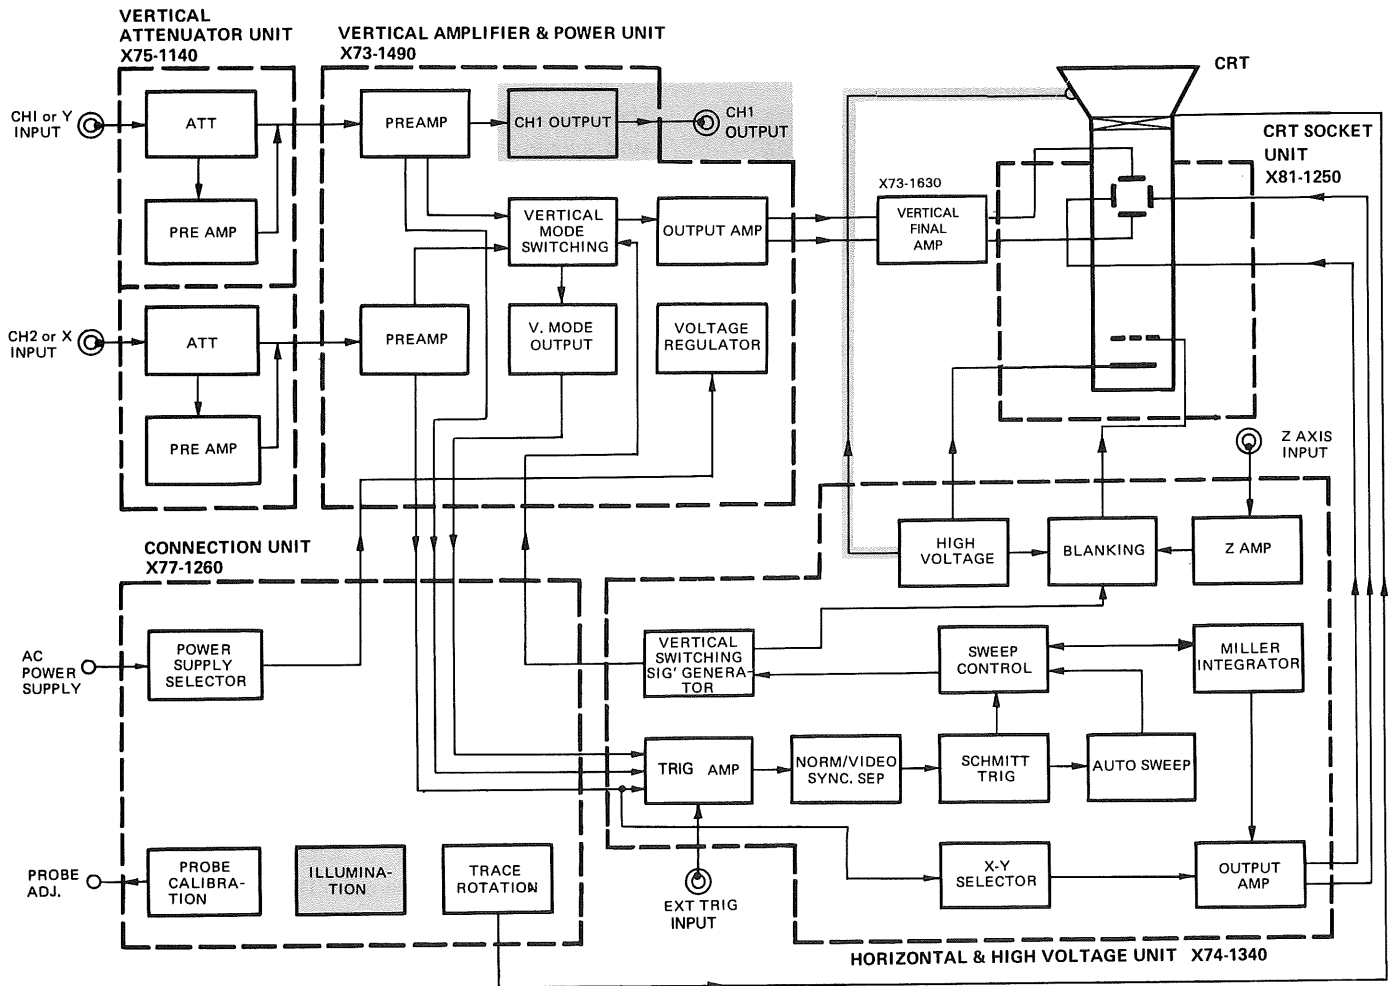 VERTICAL
ATTENUATOR UNIT
X75-1140
VERTICAL AMPLIFIER & POWER UNIT
X73-1490
CRT
CH1 or Y
INPUT
ATT
PREAMP
CH1 OUTPUT
CH1
OUTPUT
CRT SOCKET
UNIT
X81-1250
PRE AMP
VERTICAL
MODE
SWITCHING
OUTPUT AMP
X73-1630
VERTICAL
FINAL
AMP
CH2 or X
INPUT
ATT
PREAMP
V. MODE
OUTPUT
VOLTAGE
REGULATOR
PRE AMP
Z AXIS
INPUT
CONNECTION UNIT
X77-1260
HIGH
VOLTAGE
BLANKING
Z AMP
AC
POWER
SUPPLY
POWER
SUPPLY
SELECTOR
VERTICAL
SWITCHING
SIG' GENERA-
TOR
SWEEP
CONTROL
MILLER
INTEGRATOR
TRIG AMP
NORM/VIDEO
SYNC. SEP
SCHMITT
TRIG
AUTO SWEEP
PROBE
ADJ.
PROBE
CALIBRA-
TION
ILLUMINA-
TION
TRACE
ROTATION
EXT TRIG
INPUT
X-Y
SELECTOR
OUTPUT
AMP
HORIZONTAL & HIGH VOLTAGE UNIT X74-1340